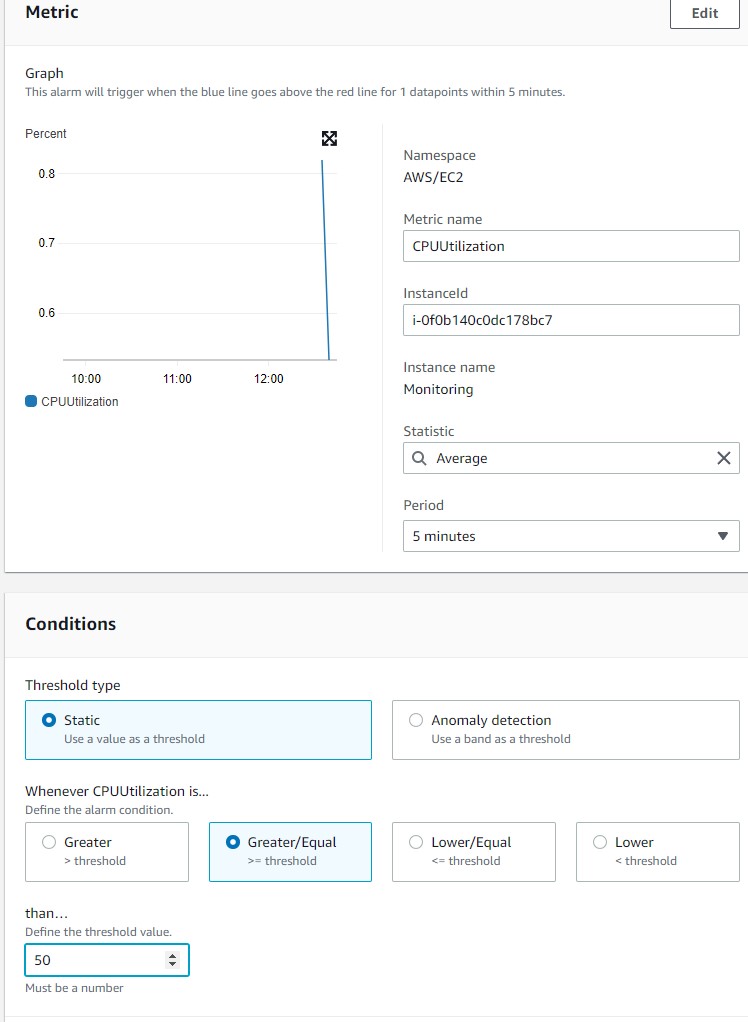 Metric
Edit
Graph
This alarm will trigger when the blue line goes above the red line for 1 datapoints within 5 minutes.
Percent
0.8
0.7
0.6
10:00 11:00 12:00
CPUUtilization
Namespace
AWS/EC2
Metric name
CPUUtilization
InstanceId
i-0f0b140c0dc178bc7
Instance name
Monitoring
Statistic
Average
Period
5 minutes
Conditions
Threshold type
Static
Use a value as a threshold
Anomaly detection
Use a band as a threshold
Whenever CPUUtilization is...
Define the alarm condition.
Greater
> threshold
Greater/Equal
>= threshold
Lower/Equal
<= threshold
Lower
< threshold
than...
Define the threshold value.
50
Must be a number